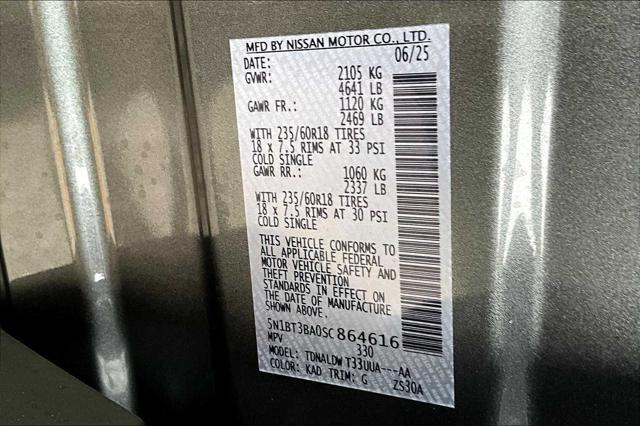 MFD BY NISSAN MOTOR CO., LTD.
DATE: 06/25
GVWR: 2105 KG
4641 LB
GAWR FR.: 1120 KG
2469 LB
WITH 235/60R18 TIRES
18 x 7.5 RIMS AT 33 PSI
COLD SINGLE
GAWR RR.: 1060 KG
2337 LB
WITH 235/60R18 TIRES
18 x 7.5 RIMS AT 30 PSI
COLD SINGLE
THIS VEHICLE CONFORMS TO
ALL APPLICABLE FEDERAL
MOTOR VEHICLE SAFETY AND
THEFT PREVENTION
STANDARDS IN EFFECT ON
THE DATE OF MANUFACTURE
SHOWN ABOVE.
5N1BT3BA0SC864616
MPV 330
MODEL: TDNALDW T33UUA---AA
COLOR: KAD TRIM: G ZS30A